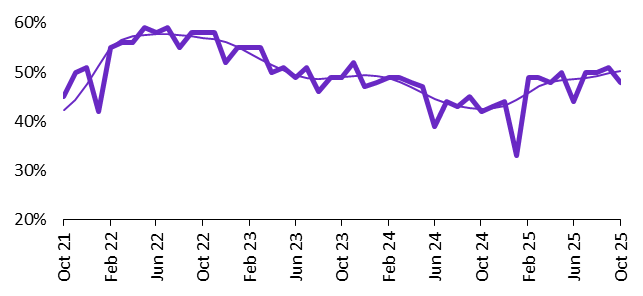 60%
50%
40%
30%
20%
Oct 21
Feb 22
Jun 22
Oct 22
Feb 23
Jun 23
Oct 23
Feb 24
Jun 24
Oct 24
Feb 25
Jun 25
Oct 25